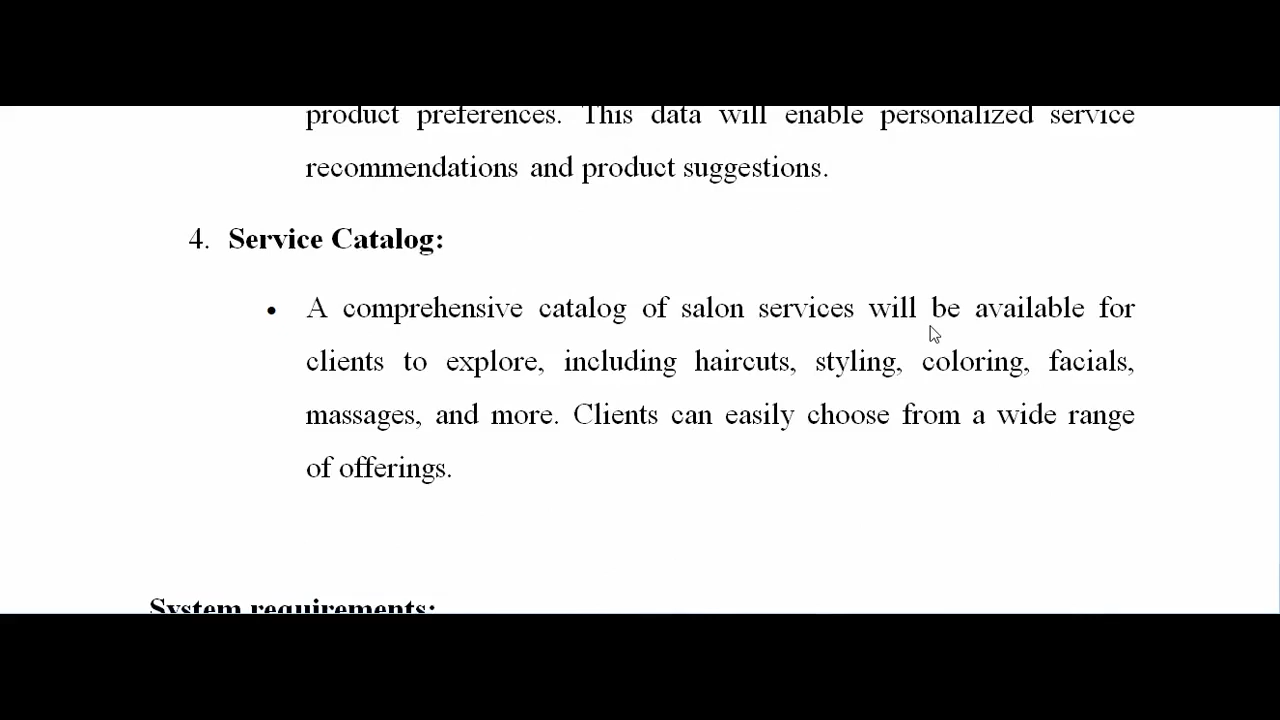 product preferences. This data will enable personalized service
recommendations and product suggestions.
4. Service Catalog:
• A comprehensive catalog of salon services will be available for
clients to explore, including haircuts, styling, coloring, facials,
massages, and more. Clients can easily choose from a wide range
of offerings.
System requirements: